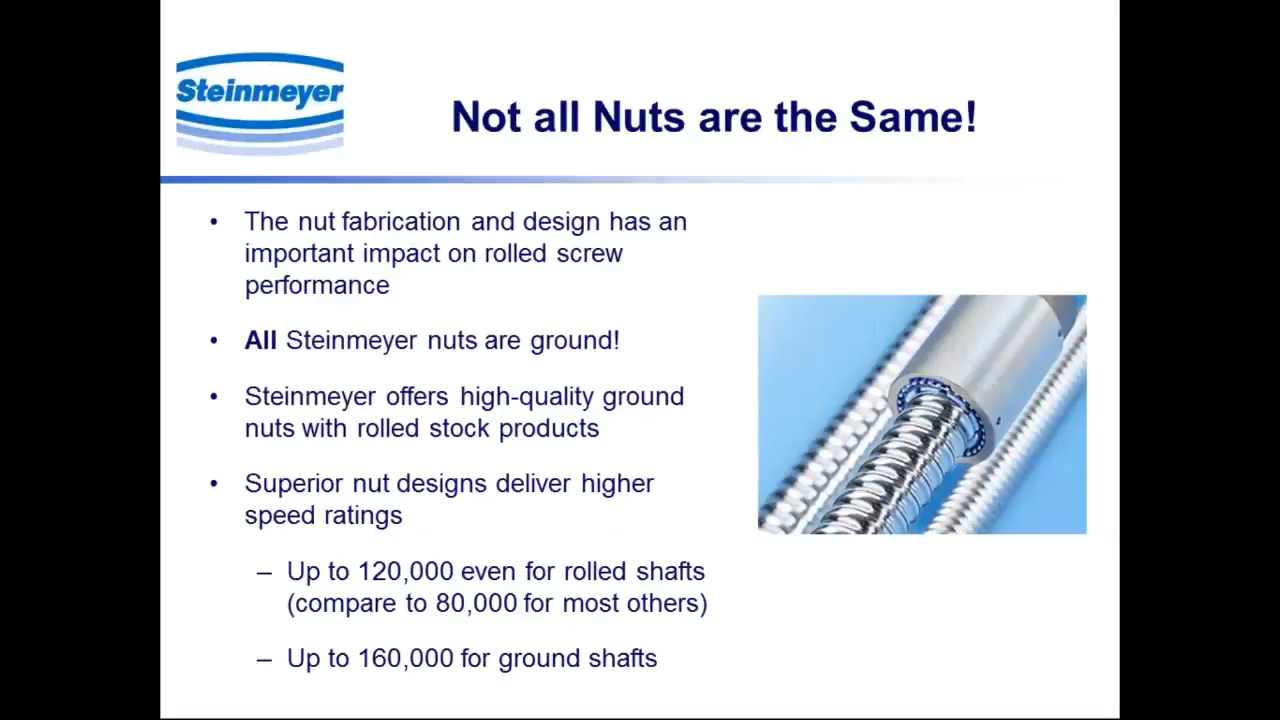 Steinmeyer
Not all Nuts are the Same!
• The nut fabrication and design has an
important impact on rolled screw
performance
• All Steinmeyer nuts are ground!
• Steinmeyer offers high-quality ground
nuts with rolled stock products
• Superior nut designs deliver higher
speed ratings
– Up to 120,000 even for rolled shafts
(compare to 80,000 for most others)
– Up to 160,000 for ground shafts